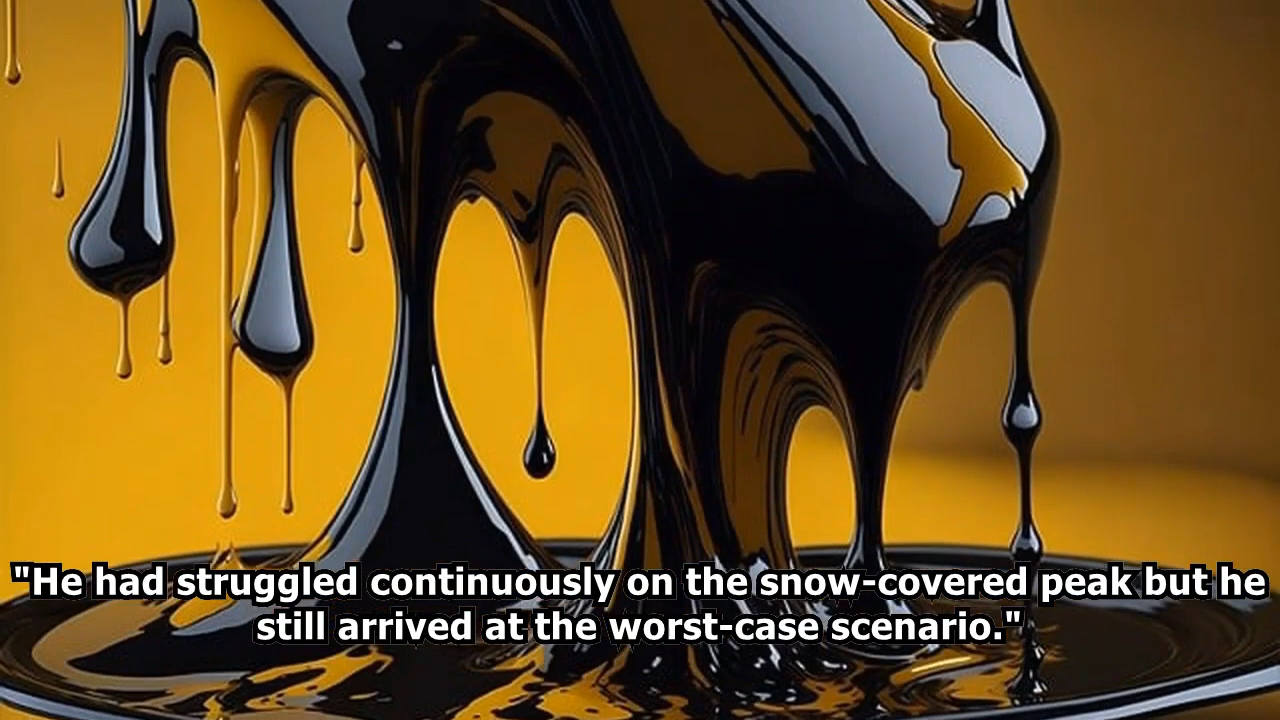 "He had struggled continuously on the snow-covered peak but he
still arrived at the worst-case scenario."